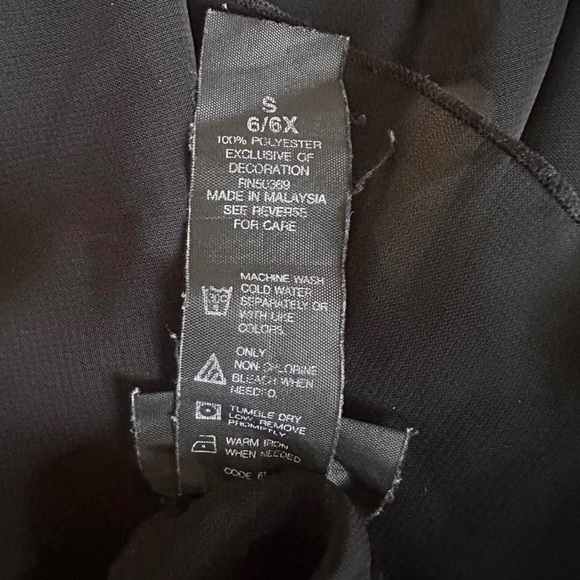 S
6/6X
100% POLYESTER
EXCLUSIVE OF
DECORATION
RN50369
MADE IN MALAYSIA
SEE REVERSE
FOR CARE
MACHINE WASH
COLD WATER
30C SEPARATELY OR
WITH LIKE
COLORS.
ONLY
NON-CHLORINE
BLEACH WHEN
NEEDED.
TUMBLE DRY
LOW. REMOVE
PROMPTLY
WARM IRON
WHEN NEEDED
CODE